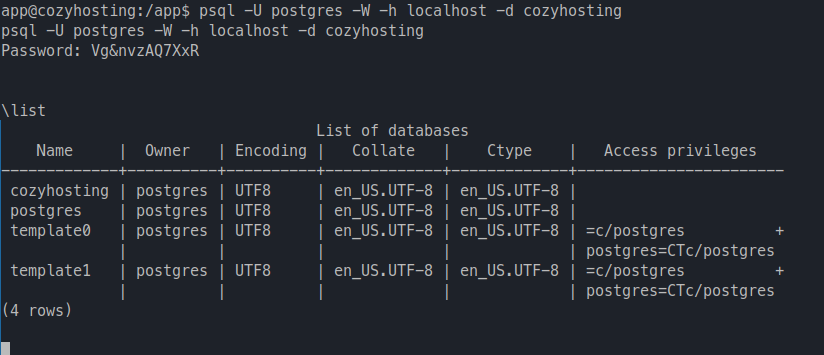 app@cozyhosting:/app$ psql -U postgres -W -h localhost -d cozyhosting
psql -U postgres -W -h localhost -d cozyhosting
Password: Vg&nvzAQ7XxR
\list
                                List of databases
    Name     |  Owner   | Encoding |   Collate   |    Ctype    |   Access privileges
-------------+----------+----------+-------------+-------------+-----------------------
 cozyhosting | postgres | UTF8     | en_US.UTF-8 | en_US.UTF-8 |
 postgres    | postgres | UTF8     | en_US.UTF-8 | en_US.UTF-8 |
 template0   | postgres | UTF8     | en_US.UTF-8 | en_US.UTF-8 | =c/postgres          +
             |          |          |             |             | postgres=CTc/postgres
 template1   | postgres | UTF8     | en_US.UTF-8 | en_US.UTF-8 | =c/postgres          +
             |          |          |             |             | postgres=CTc/postgres
(4 rows)